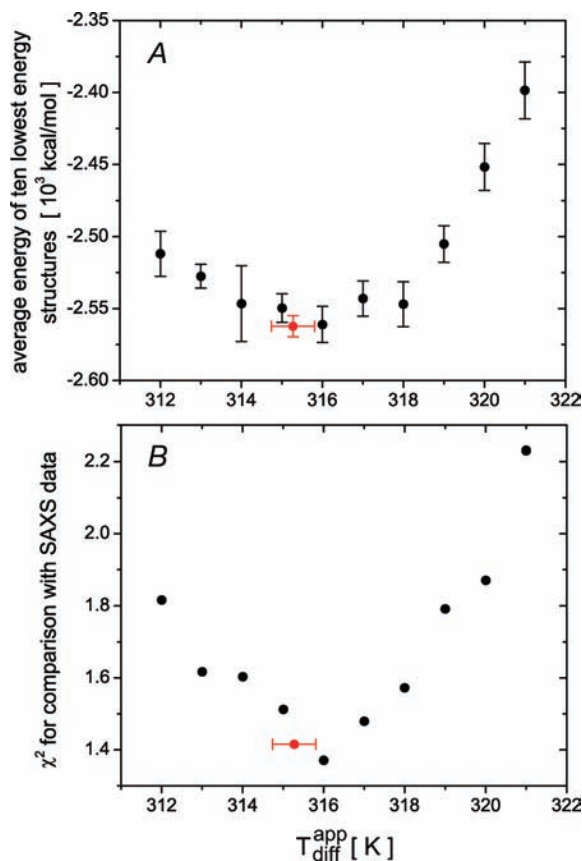 A
average energy of ten lowest energy
structures [ 10³ kcal/mol]
-2.35
-2.40
-2.45
-2.50
-2.55
-2.60
312 314 316 318 320 322
B
χ² for comparison with SAXS data
2.2
2.0
1.8
1.6
1.4
312 314 316 318 320 322
T_diff^app [ K ]